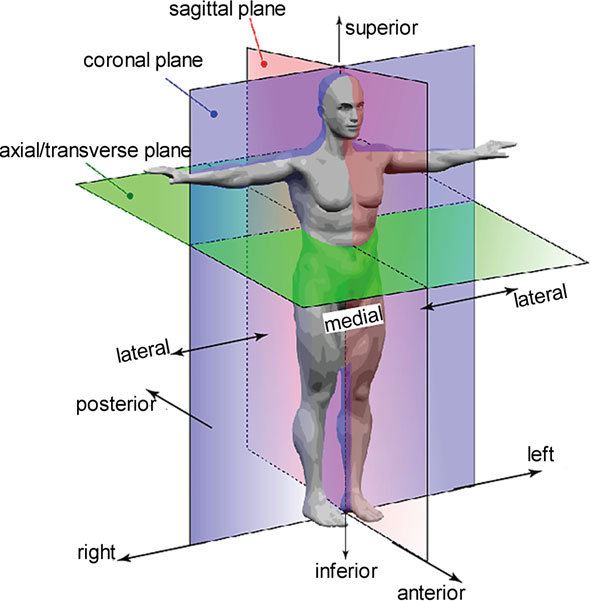 sagittal plane
superior
coronal plane
axial/transverse plane
lateral
medial
lateral
posterior
left
right
inferior
anterior